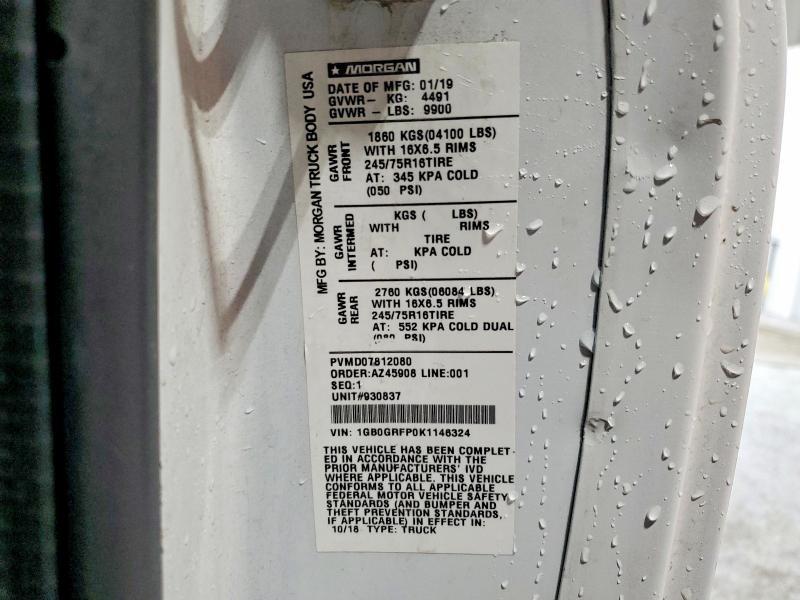 ★ MORGAN
DATE OF MFG: 01/19
GVWR- KG: 4491
GVWR - LBS: 9900
MFG BY: MORGAN TRUCK BODY USA
GAWR FRONT
1860 KGS(04100 LBS)
WITH 16X6.5 RIMS
245/75R16TIRE
AT: 345 KPA COLD
(050 PSI)
GAWR INTERMED
KGS ( LBS)
WITH RIMS
TIRE
AT: KPA COLD
( PSI)
GAWR REAR
2760 KGS(06084 LBS)
WITH 16X6.5 RIMS
245/75R16TIRE
AT: 552 KPA COLD DUAL
(080 PSI)
PVMD07812080
ORDER:AZ45908 LINE:001
SEQ:1
UNIT#930837
VIN: 1GB0GRFP0K1146324
THIS VEHICLE HAS BEEN COMPLET-
ED IN ACCORDANCE WITH THE
PRIOR MANUFACTURERS' IVD
WHERE APPLICABLE. THIS VEHICLE
CONFORMS TO ALL APPLICABLE
FEDERAL MOTOR VEHICLE SAFETY
STANDARDS (AND BUMPER AND
THEFT PREVENTION STANDARDS,
IF APPLICABLE) IN EFFECT IN:
10/18 TYPE: TRUCK